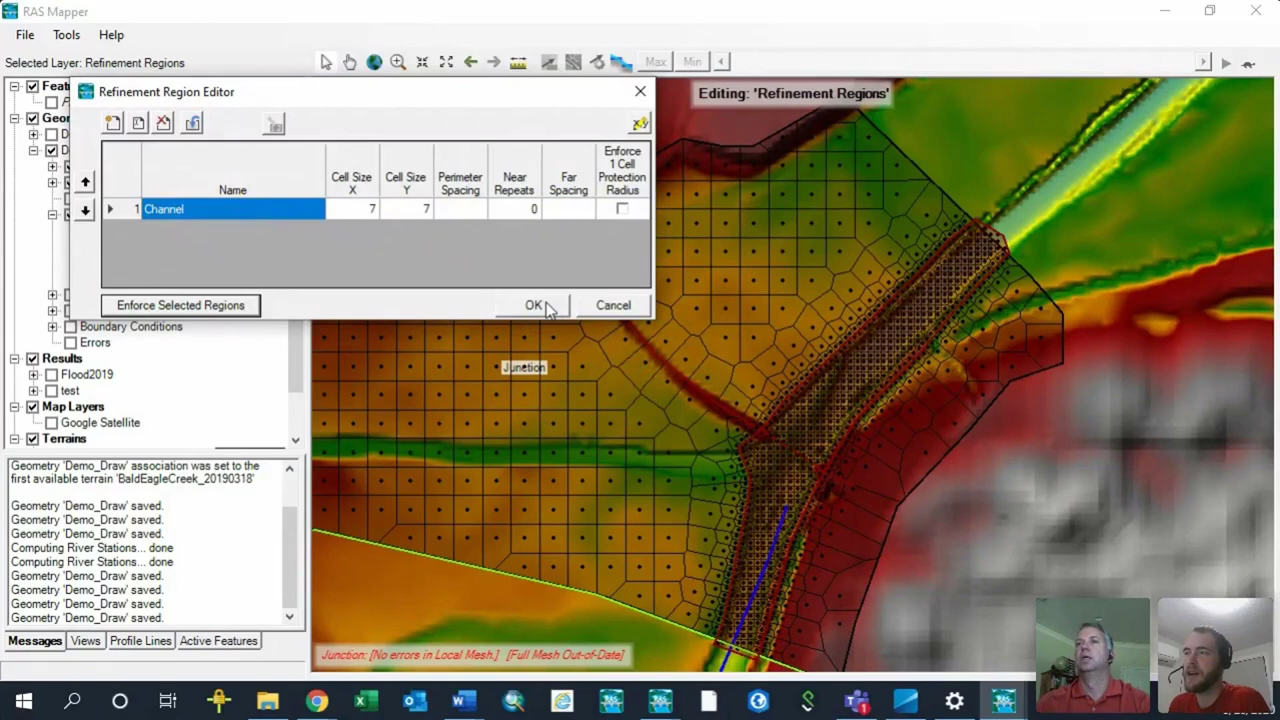 RAS Mapper
File Tools Help
Selected Layer: Refinement Regions
Max Min
Featu
Geor
D
D
Boundary Conditions
Errors
Results
Flood2019
test
Map Layers
Google Satellite
Terrains
Refinement Region Editor
Name
Cell Size X
Cell Size Y
Perimeter Spacing
Near Repeats
Far Spacing
Enforce 1 Cell Protection Radius
1 Channel 7 7 0
Enforce Selected Regions OK Cancel
Editing: 'Refinement Regions'
Junction
Junction: [No errors in Local Mesh.] [Full Mesh Out-of-Date]
Geometry 'Demo_Draw' association was set to the
first available terrain 'BaldEagleCreek_20190318'
Geometry 'Demo_Draw' saved.
Geometry 'Demo_Draw' saved.
Geometry 'Demo_Draw' saved.
Computing River Stations... done
Computing River Stations... done
Geometry 'Demo_Draw' saved.
Geometry 'Demo_Draw' saved.
Geometry 'Demo_Draw' saved.
Messages Views Profile Lines Active Features